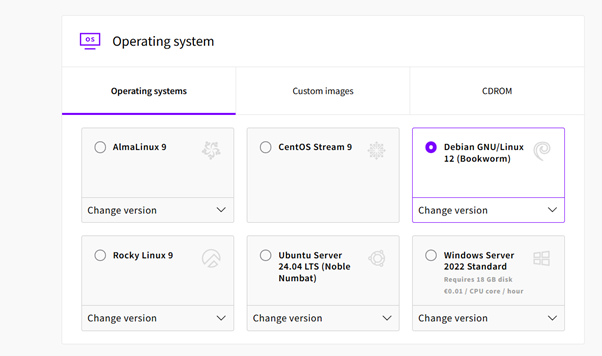 OS
Operating system
Operating systems
Custom images
CDROM
AlmaLinux 9
CentOS Stream 9
Debian GNU/Linux
12 (Bookworm)
Change version
Change version
Rocky Linux 9
Ubuntu Server
24.04 LTS (Noble
Numbat)
Windows Server
2022 Standard
Requires 18 GB disk
€0.01 / CPU core / hour
Change version
Change version
Change version